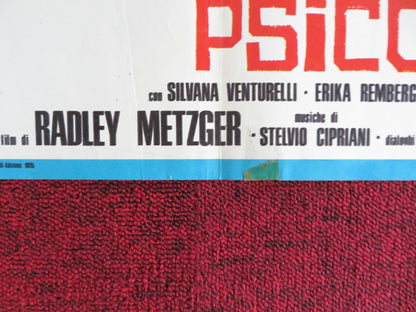 PSICO
con SILVANA VENTURELLI · ERIKA REMBERG
musiche di
film di RADLEY METZGER · STELVIO CIPRIANI · dialoghi